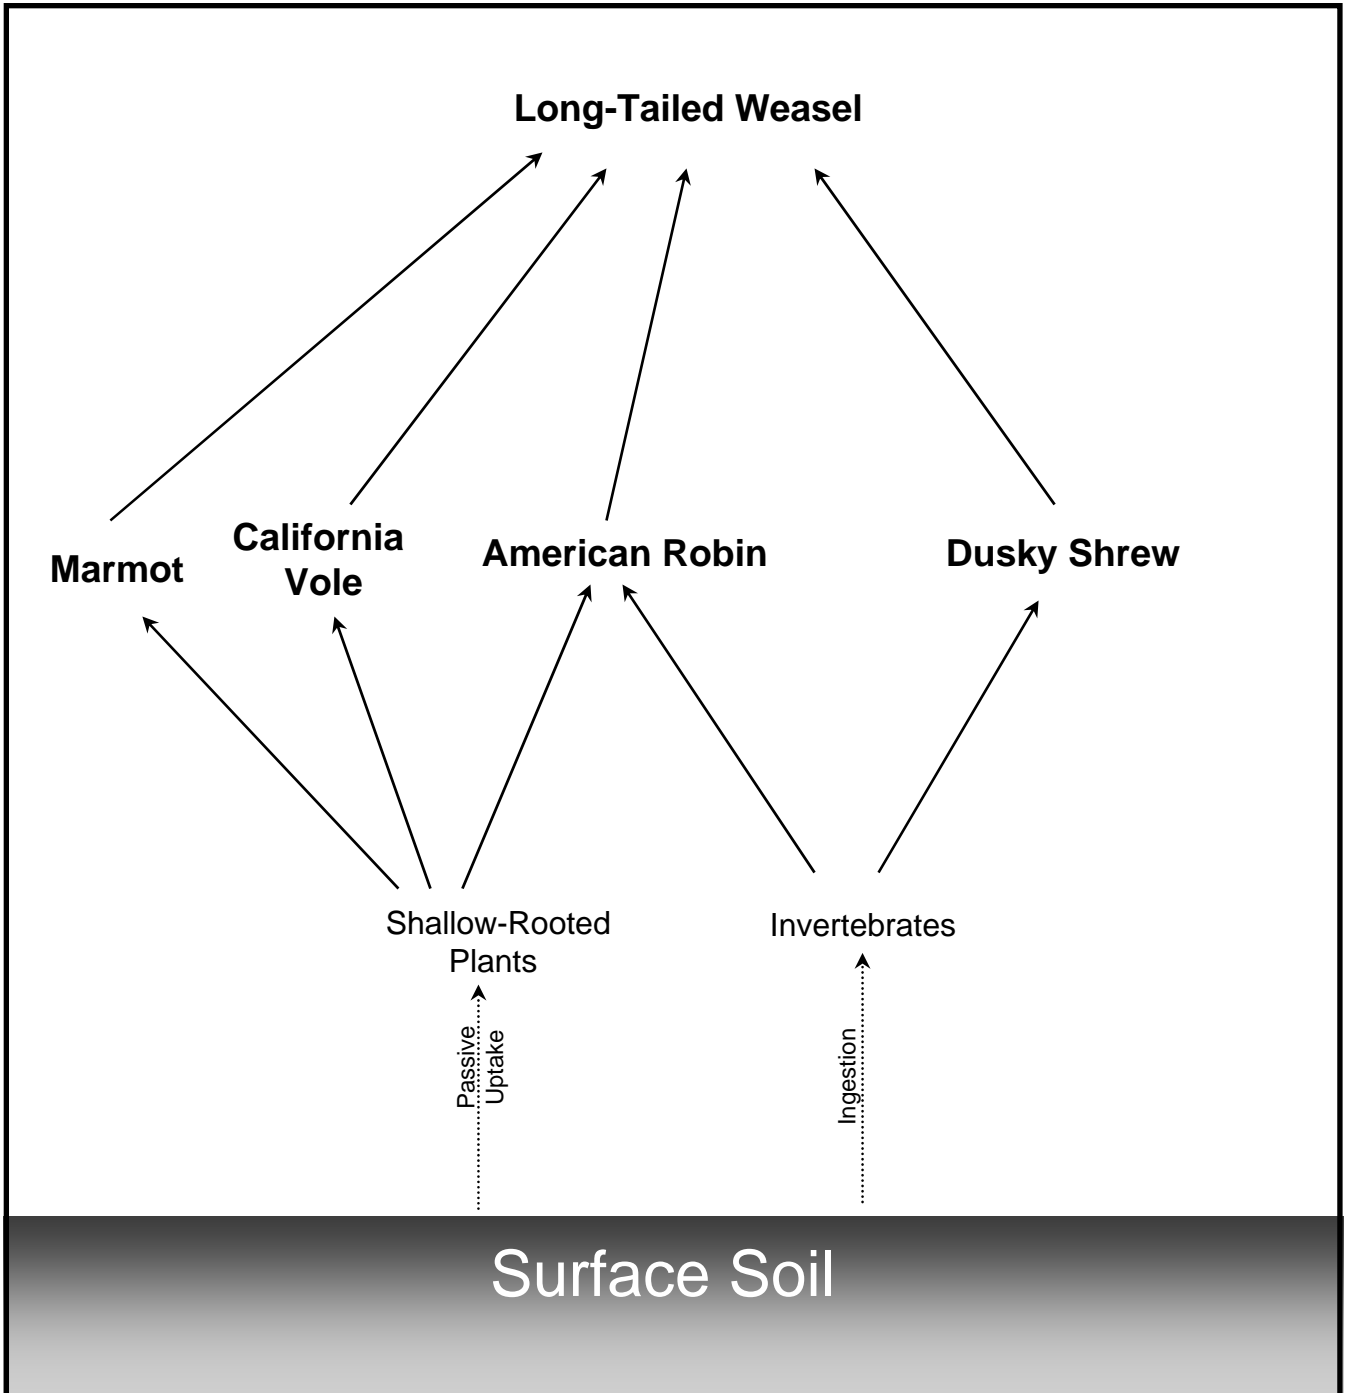 Long-Tailed Weasel
Marmot
California
Vole
American Robin
Dusky Shrew
Shallow-Rooted
Plants
Invertebrates
Passive
Uptake
Ingestion
Surface Soil